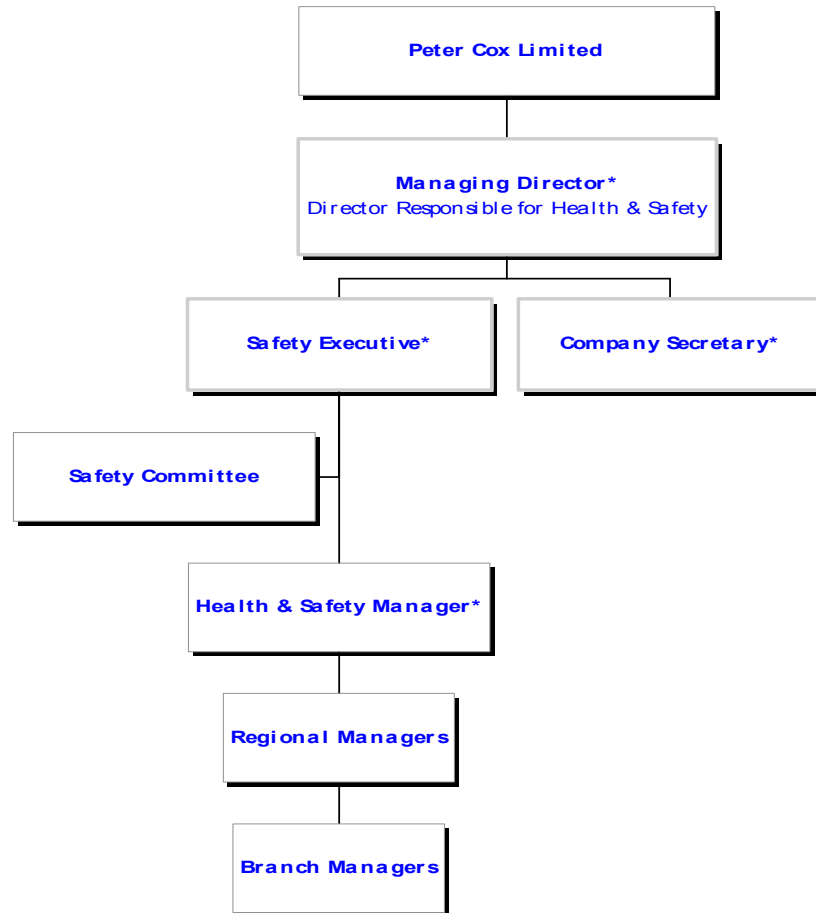 Peter Cox Limited
Managing Director*
Director Responsible for Health & Safety
Safety Executive*
Company Secretary*
Safety Committee
Health & Safety Manager*
Regional Managers
Branch Managers